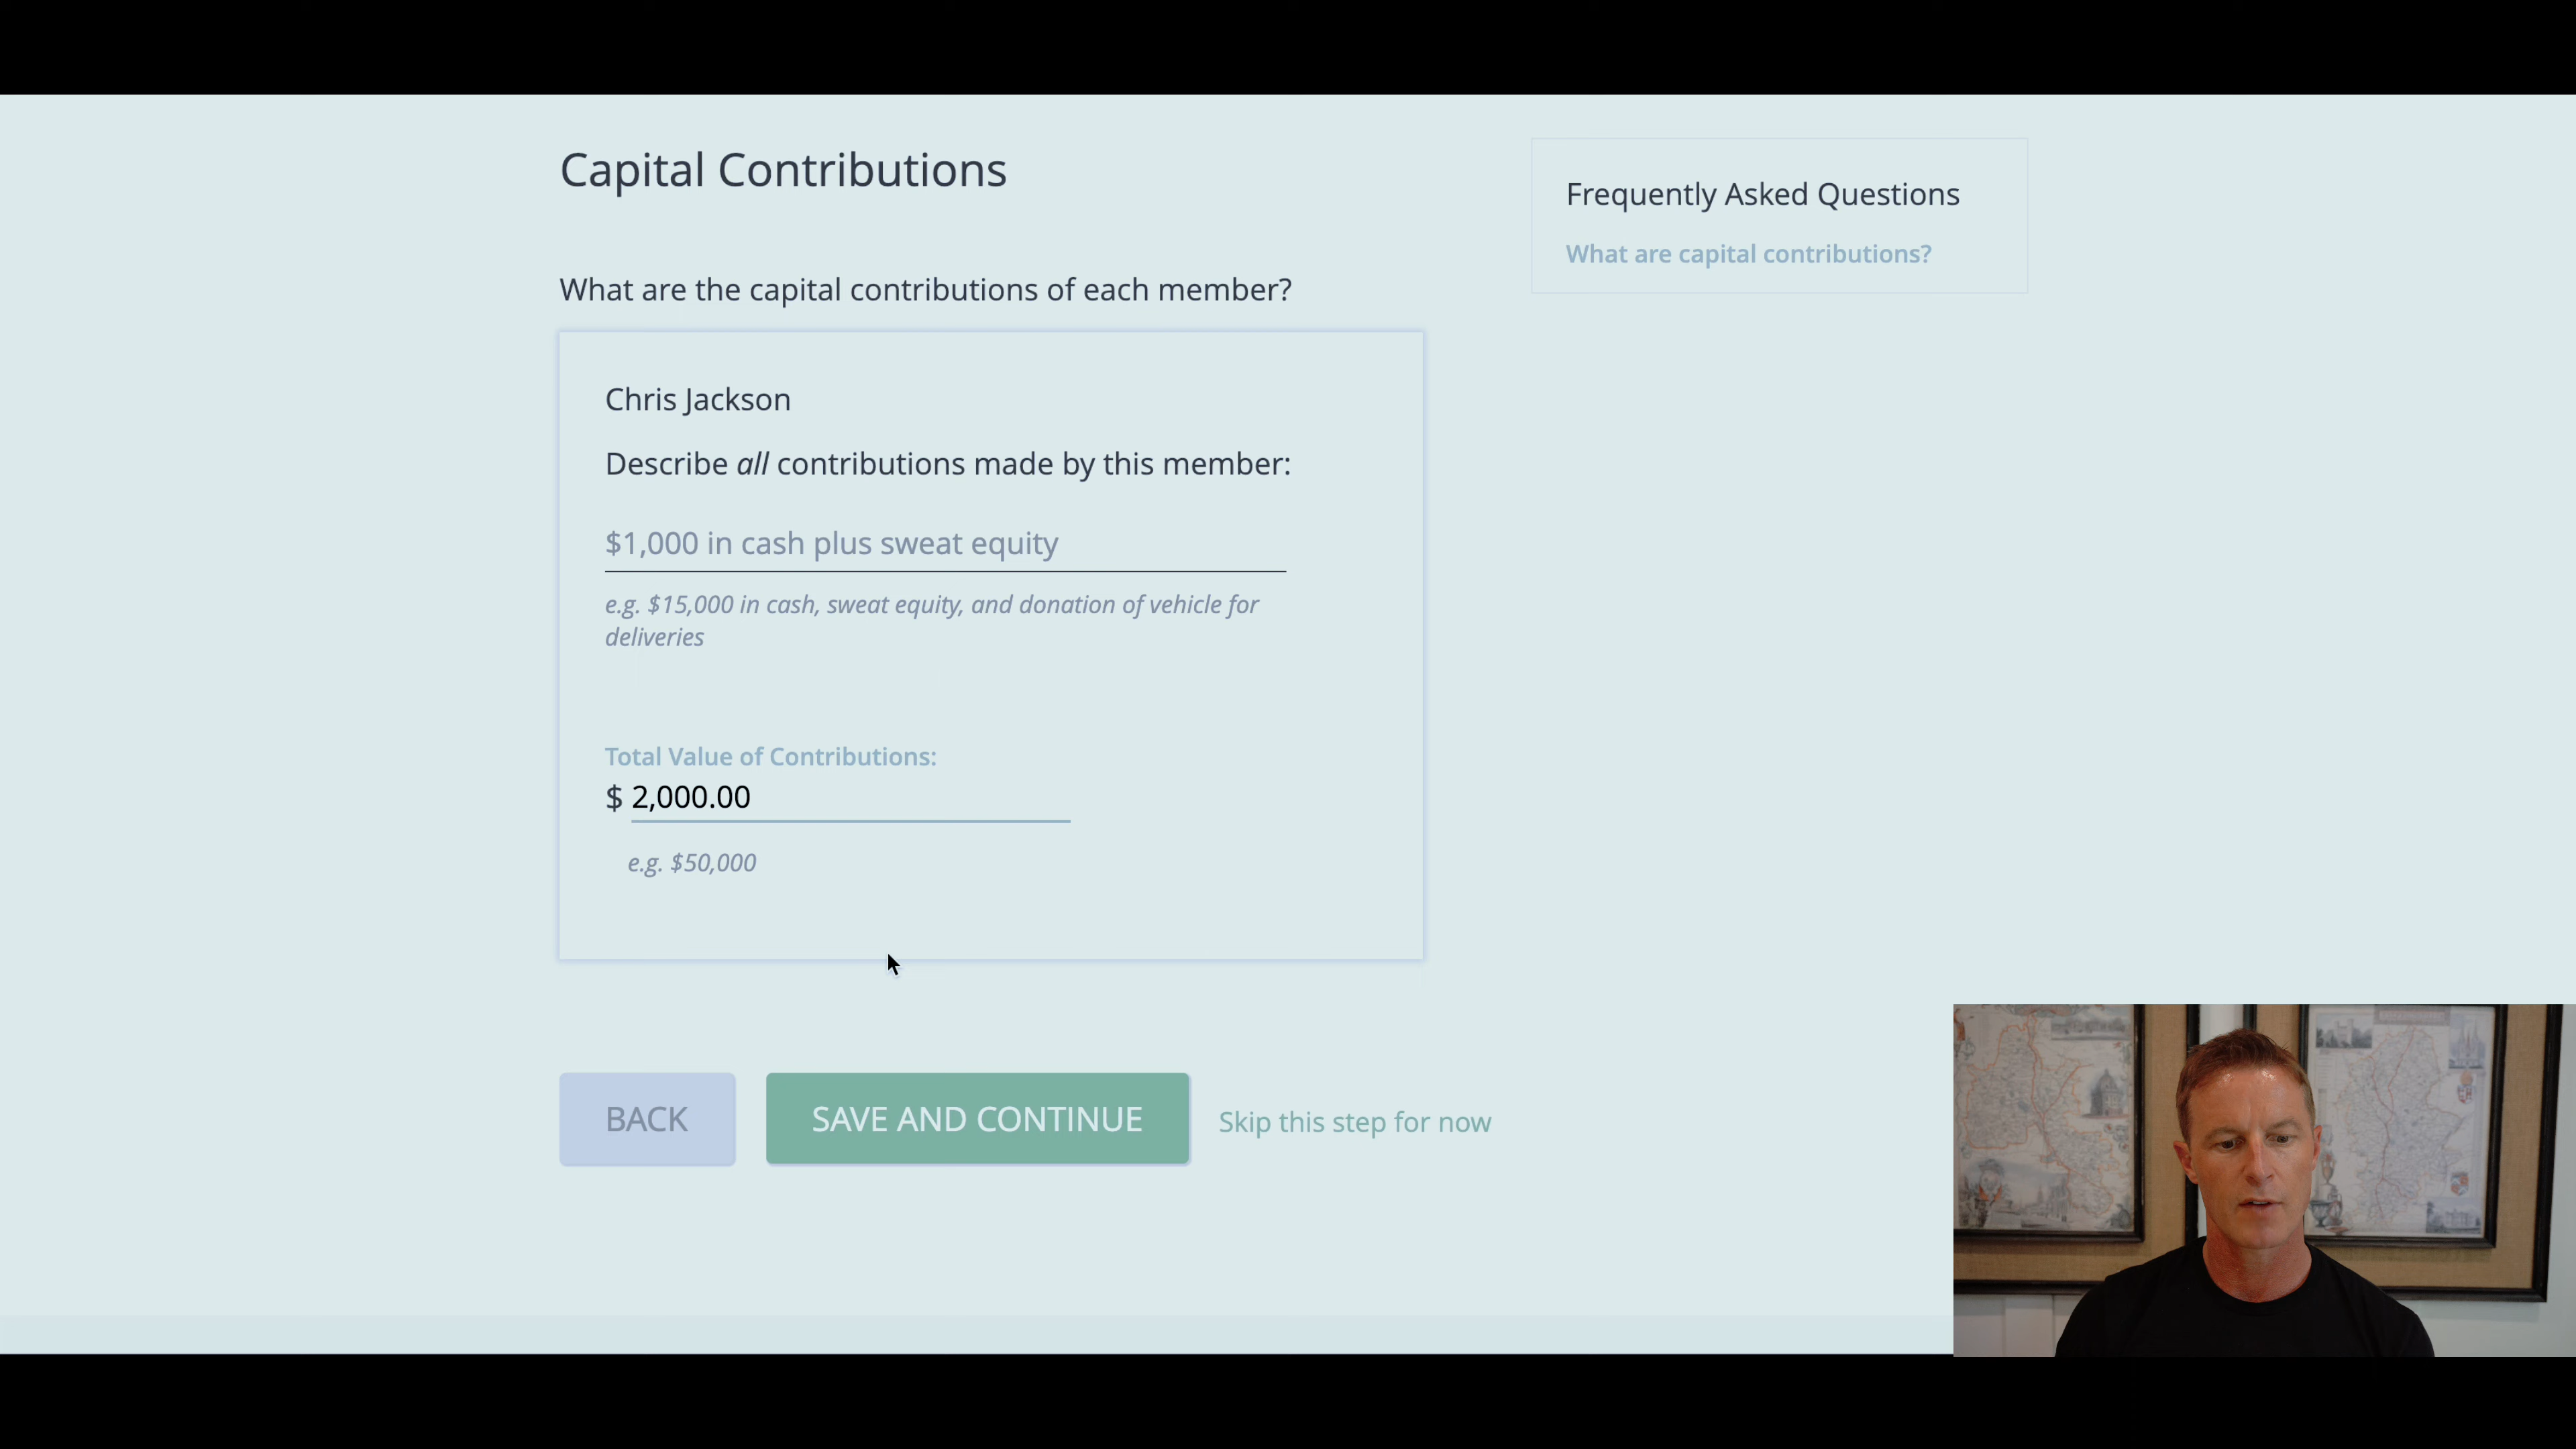 Capital Contributions
Frequently Asked Questions
What are capital contributions?
What are the capital contributions of each member?
Chris Jackson
Describe all contributions made by this member:
$1,000 in cash plus sweat equity
e.g. $15,000 in cash, sweat equity, and donation of vehicle for
deliveries
Total Value of Contributions:
$ 2,000.00
e.g. $50,000
BACK
SAVE AND CONTINUE
Skip this step for now